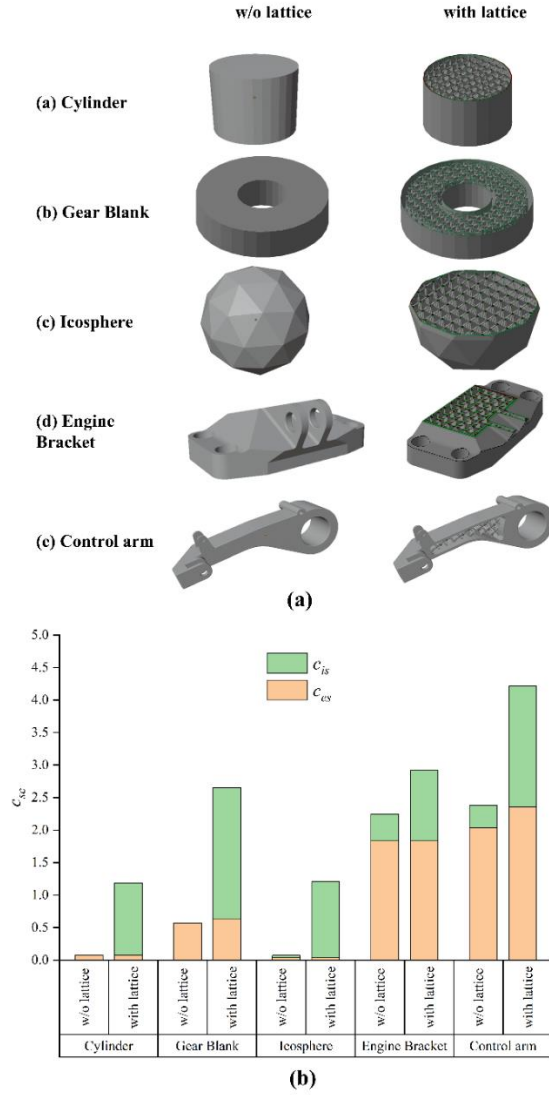 w/o lattice with lattice
(a) Cylinder
(b) Gear Blank
(c) Icosphere
(d) Engine
Bracket
(e) Control arm
(a)
5.0
4.5
4.0
3.5
3.0
2.5
2.0
1.5
1.0
0.5
0.0
c_sc
c_is
c_es
w/o lattice
with lattice
w/o lattice
with lattice
w/o lattice
with lattice
w/o lattice
with lattice
w/o lattice
with lattice
Cylinder Gear Blank Icosphere Engine Bracket Control arm
(b)